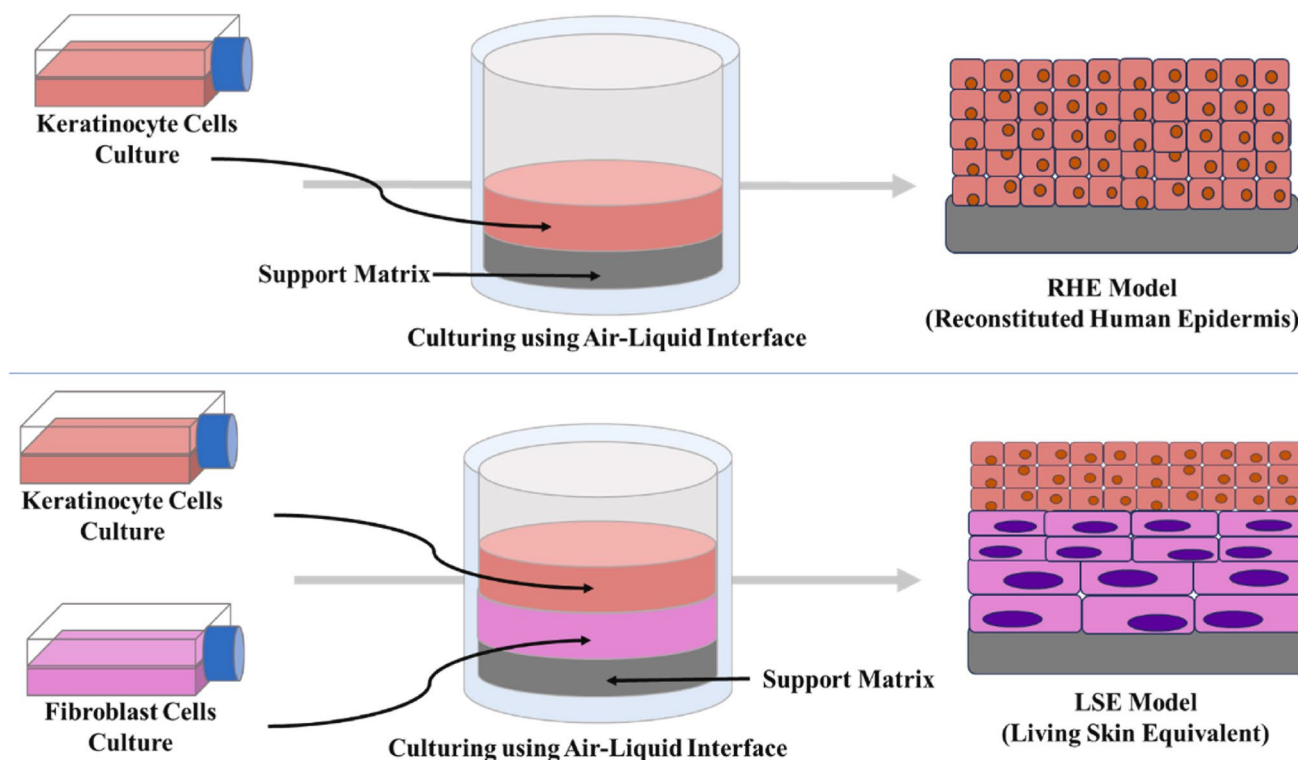 Keratinocyte Cells
Culture
Support Matrix
Culturing using Air-Liquid Interface
RHE Model
(Reconstituted Human Epidermis)
Keratinocyte Cells
Culture
Fibroblast Cells
Culture
Support Matrix
Culturing using Air-Liquid Interface
LSE Model
(Living Skin Equivalent)